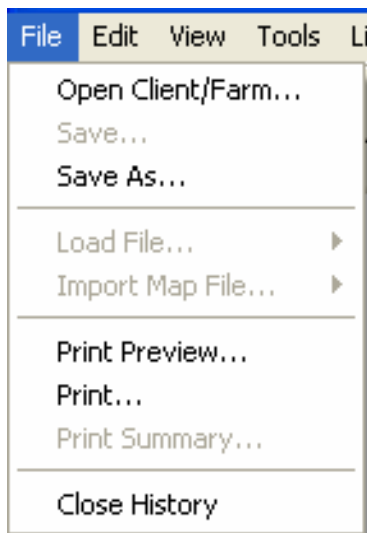 File Edit View Tools Li
Open Client/Farm...
Save...
Save As...
Load File...
Import Map File...
Print Preview...
Print...
Print Summary...
Close History